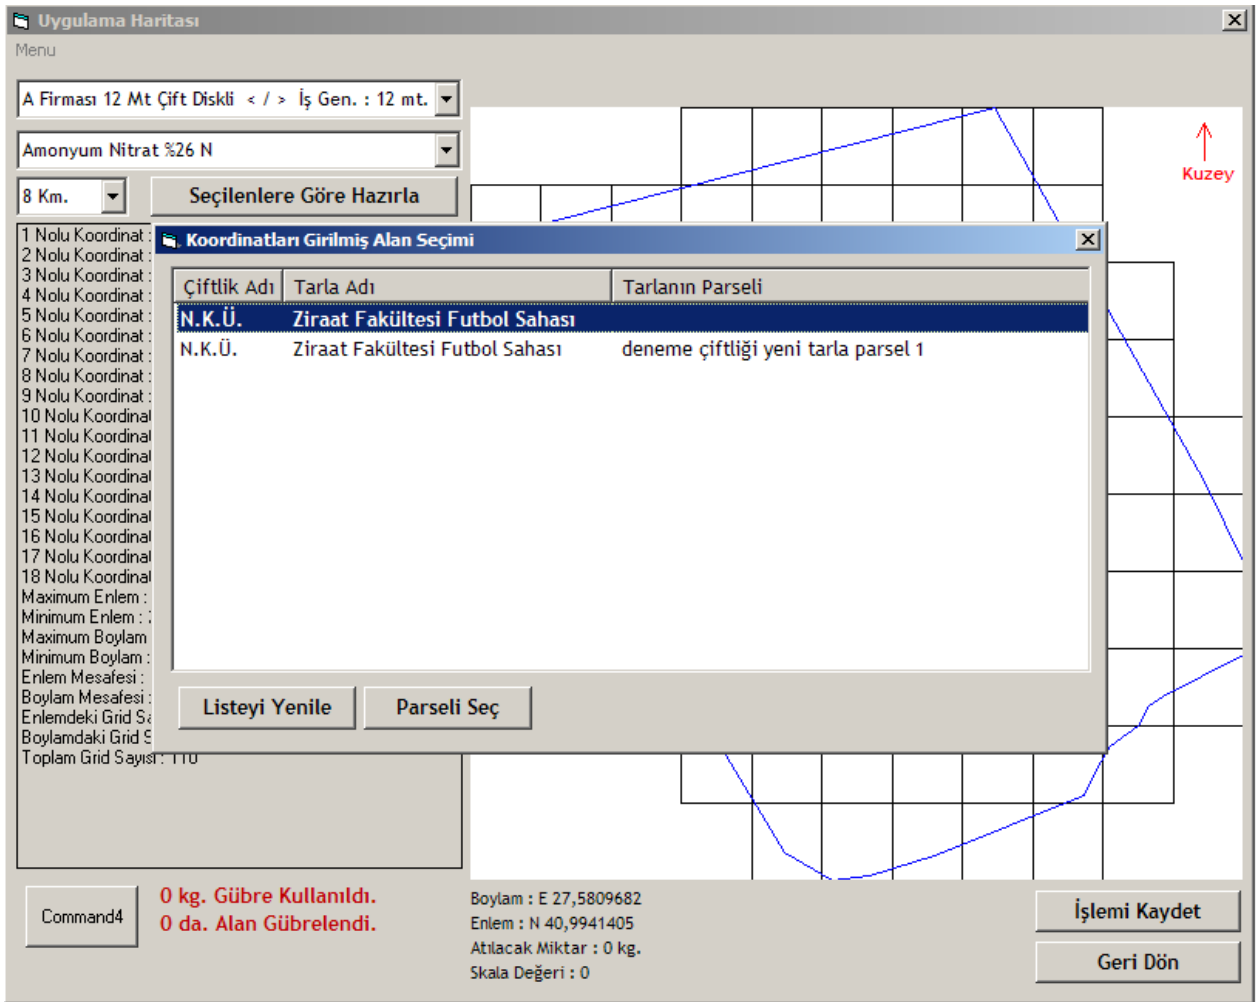 Uygulama Haritası
Menu
A Firması 12 Mt Çift Diskli < / > İş Gen. : 12 mt.
Amonyum Nitrat %26 N
8 Km.
Seçilenlere Göre Hazırla
Kuzey
1 Nolu Koordinat :
2 Nolu Koordinat :
3 Nolu Koordinat :
4 Nolu Koordinat :
5 Nolu Koordinat :
6 Nolu Koordinat :
7 Nolu Koordinat :
8 Nolu Koordinat :
9 Nolu Koordinat :
10 Nolu Koordinat
11 Nolu Koordinat
12 Nolu Koordinat
13 Nolu Koordinat
14 Nolu Koordinat
15 Nolu Koordinat
16 Nolu Koordinat
17 Nolu Koordinat
18 Nolu Koordinat
Maximum Enlem :
Minimum Enlem :
Maximum Boylam
Minimum Boylam :
Enlem Mesafesi :
Boylam Mesafesi :
Enlemdeki Grid
Boylamdaki Grid
Toplam Grid Sayısı : 110
Koordinatları Girilmiş Alan Seçimi
Çiftlik Adı Tarla Adı Tarlanın Parseli
N.K.Ü. Ziraat Fakültesi Futbol Sahası
N.K.Ü. Ziraat Fakültesi Futbol Sahası deneme çiftliği yeni tarla parsel 1
Listeyi Yenile Parseli Seç
Command4
0 kg. Gübre Kullanıldı.
0 da. Alan Gübrelendi.
Boylam : E 27,5809682
Enlem : N 40,9941405
Atılacak Miktar : 0 kg.
Skala Değeri : 0
İşlemi Kaydet
Geri Dön